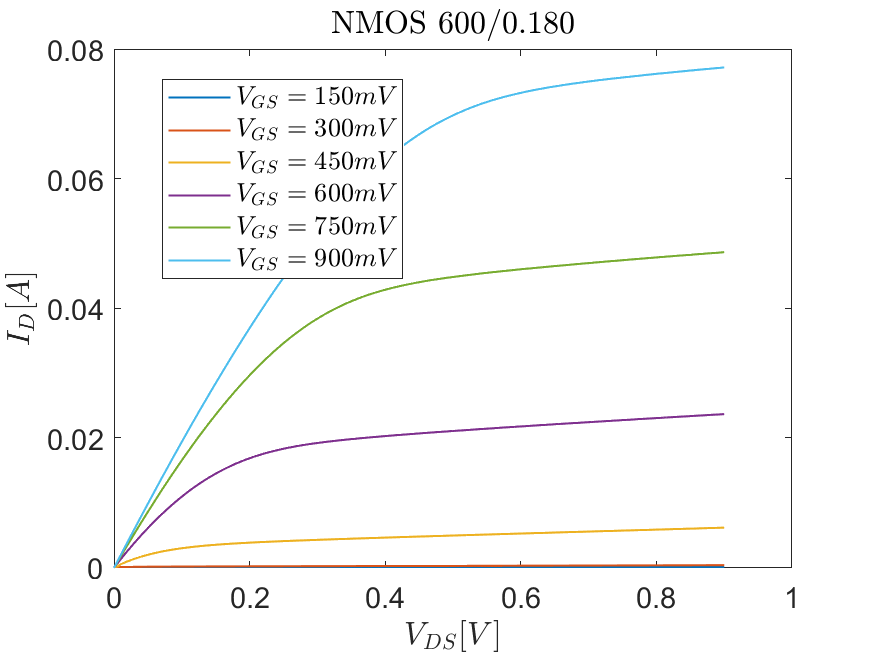 NMOS 600/0.180
0.08
0.06
0.04
0.02
0
V_GS = 150mV
V_GS = 300mV
V_GS = 450mV
V_GS = 600mV
V_GS = 750mV
V_GS = 900mV
I_D[A]
0 0.2 0.4 0.6 0.8 1
V_DS[V]